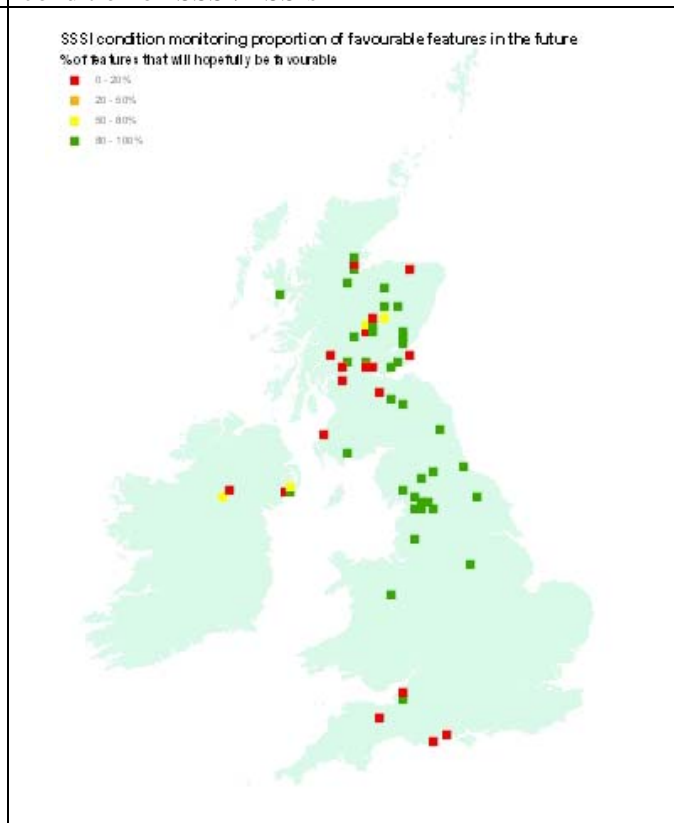 SSSI condition monitoring proportion of favourable features in the future
% of features that will hopefully be favourable
0 - 20%
20 - 50%
50 - 80%
80 - 100%